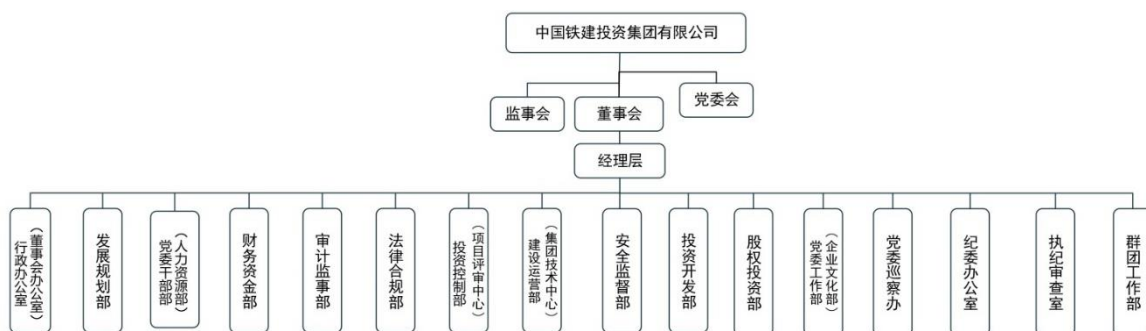 中国铁建投资集团有限公司
监事会
董事会
党委会
经理层
行政办公室
（董事会办公室）
发展规划部
党委干部部
（人力资源部）
财务资金部
审计监事部
法律合规部
投资控制部
（项目评审中心）
建设运营部
（集团技术中心）
安全监督部
投资开发部
股权投资部
党委工作部
（企业文化部）
党委巡察办
纪委办公室
执纪审查室
群团工作部